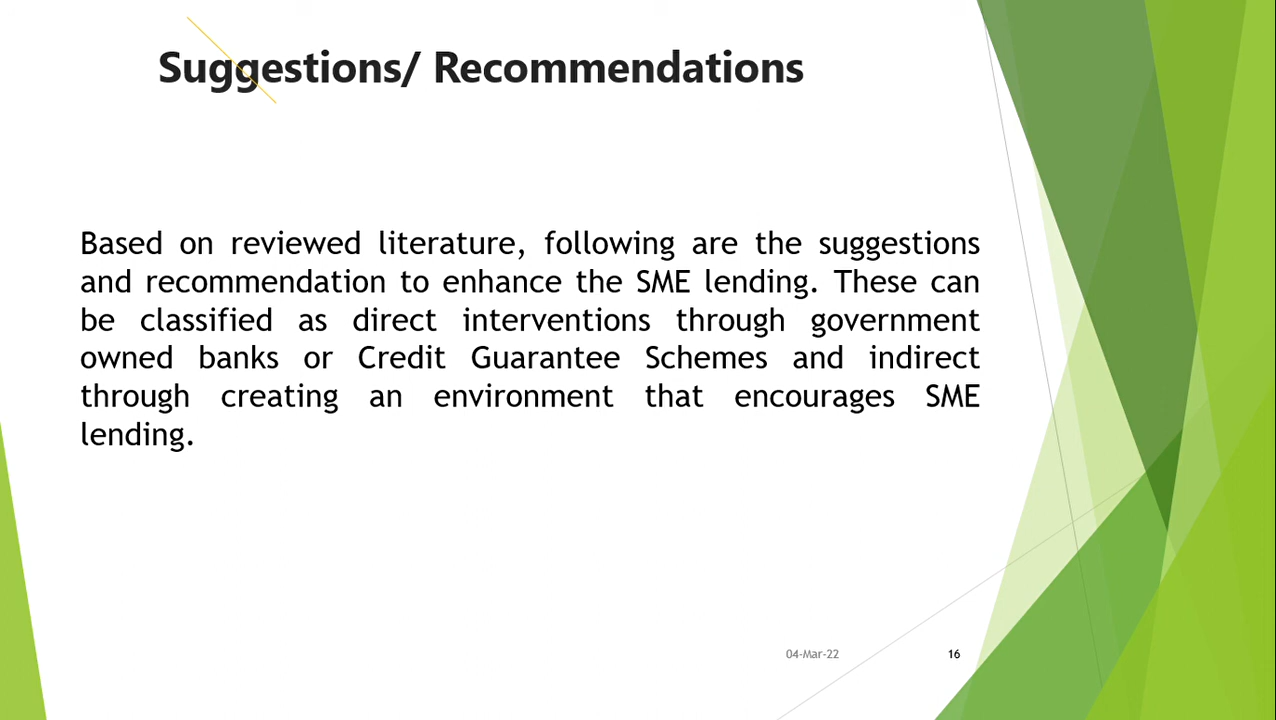 Suggestions/ Recommendations
Based on reviewed literature, following are the suggestions
and recommendation to enhance the SME lending. These can
be classified as direct interventions through government
owned banks or Credit Guarantee Schemes and indirect
through creating an environment that encourages SME
lending.
04-Mar-22 16